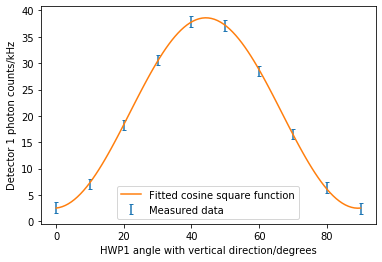 40
35
30
25
20
15
10
5
0
Detector 1 photon counts/kHz
Fitted cosine square function
Measured data
0 20 40 60 80
HWP1 angle with vertical direction/degrees